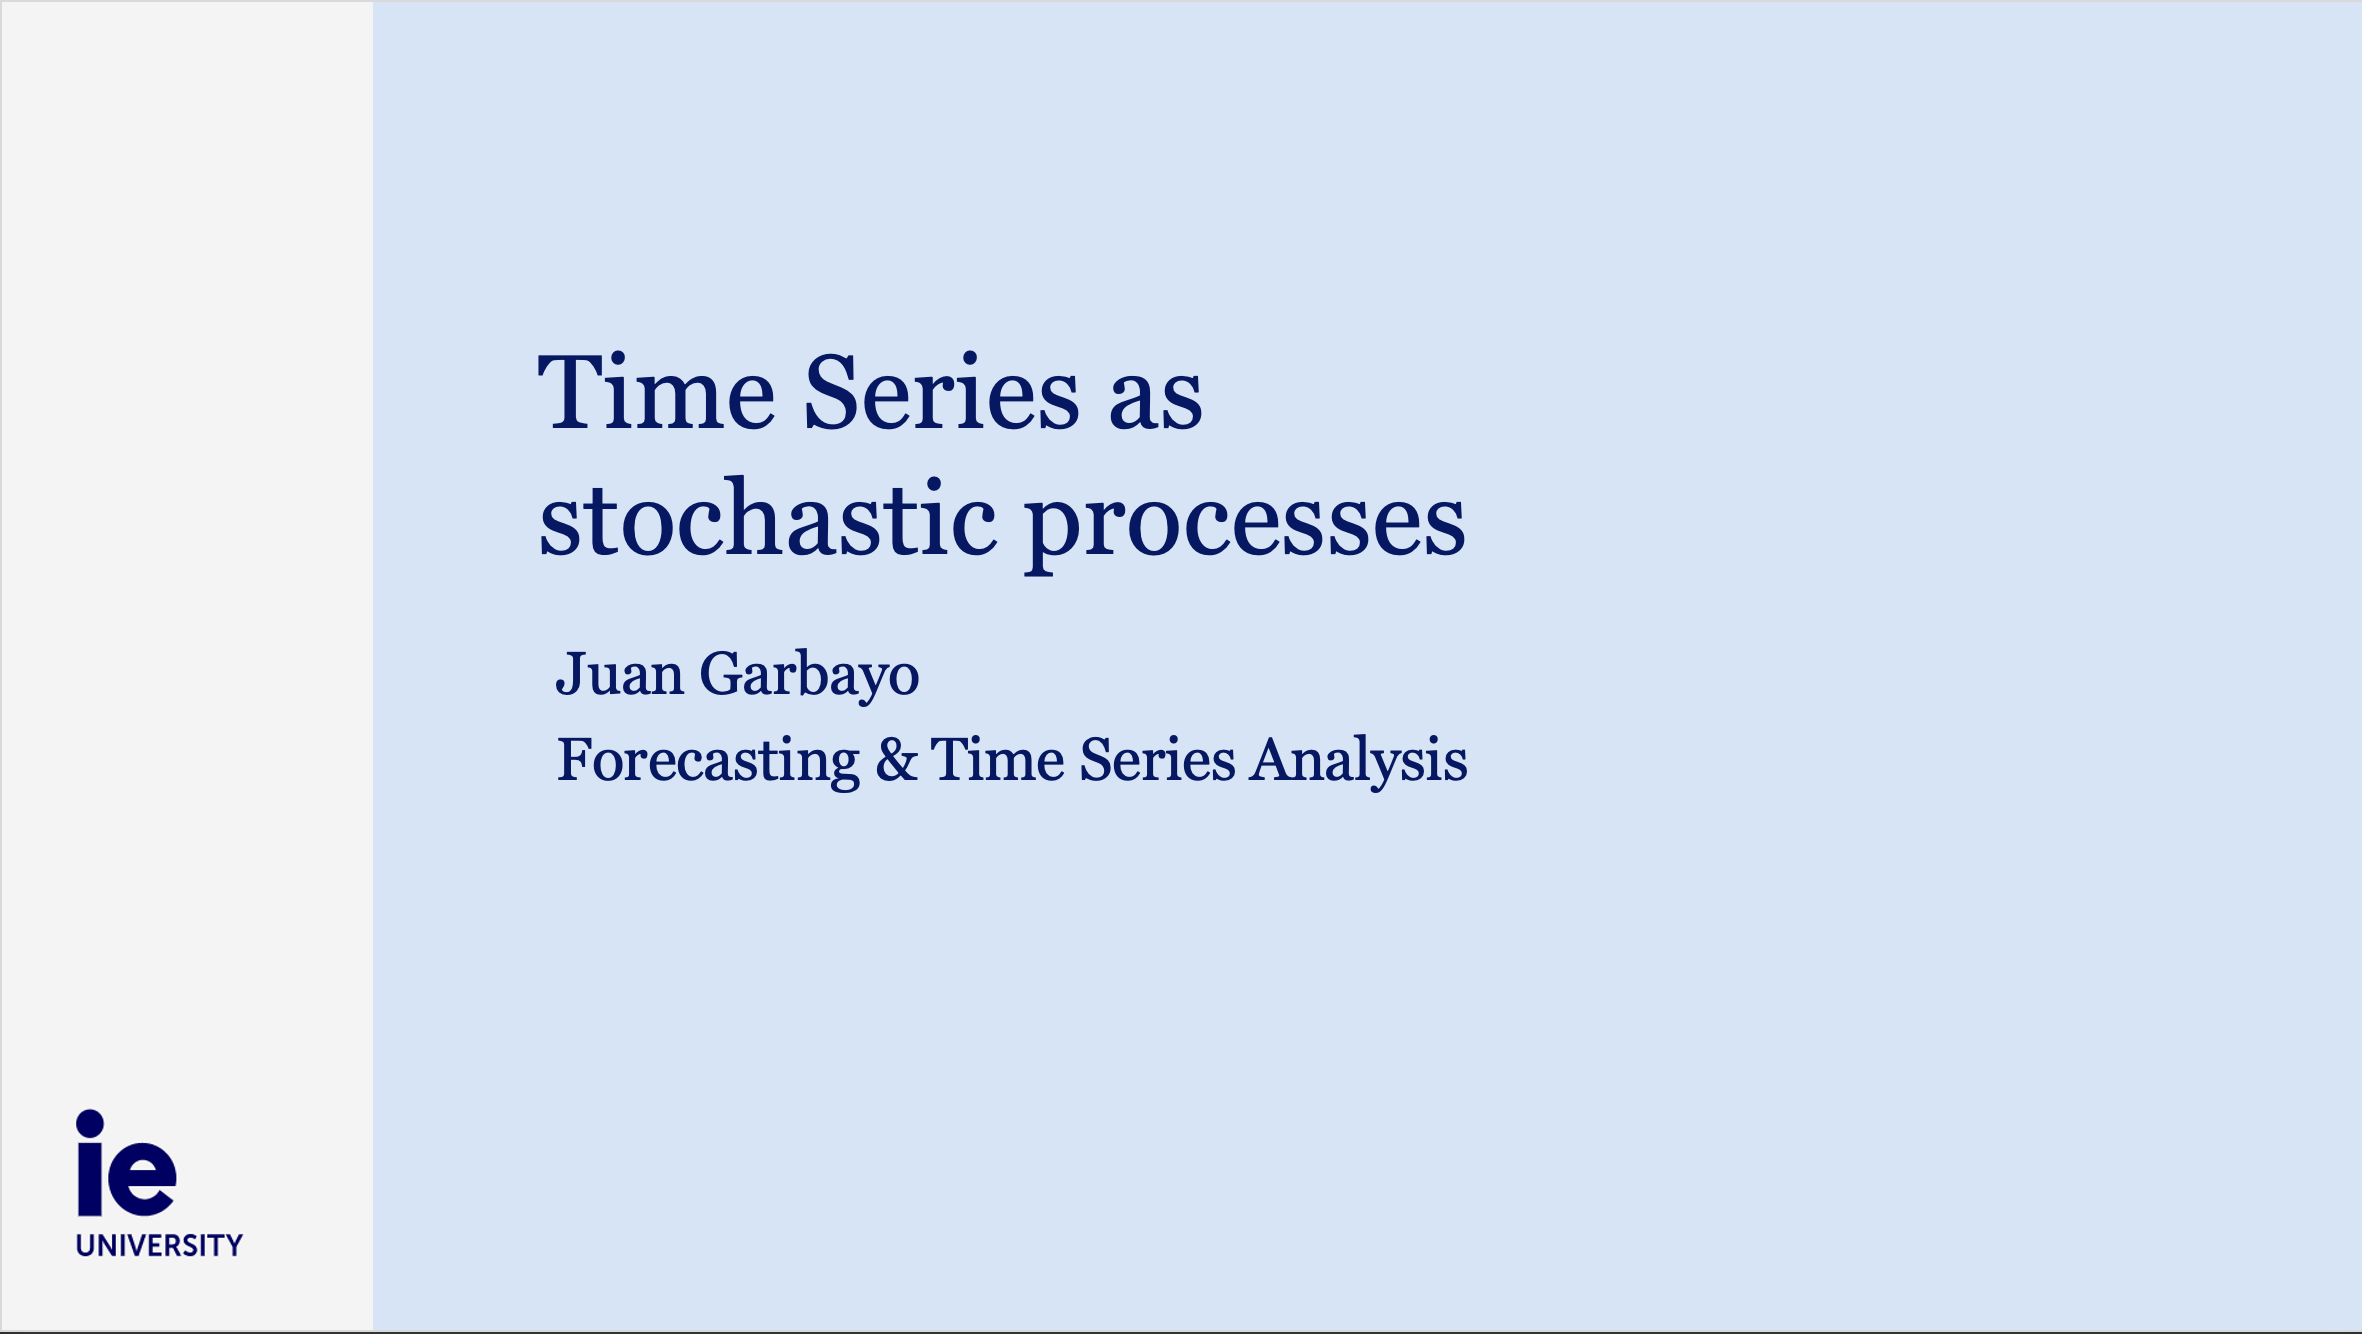 Time Series as
stochastic processes
Juan Garbayo
Forecasting & Time Series Analysis
ie
UNIVERSITY